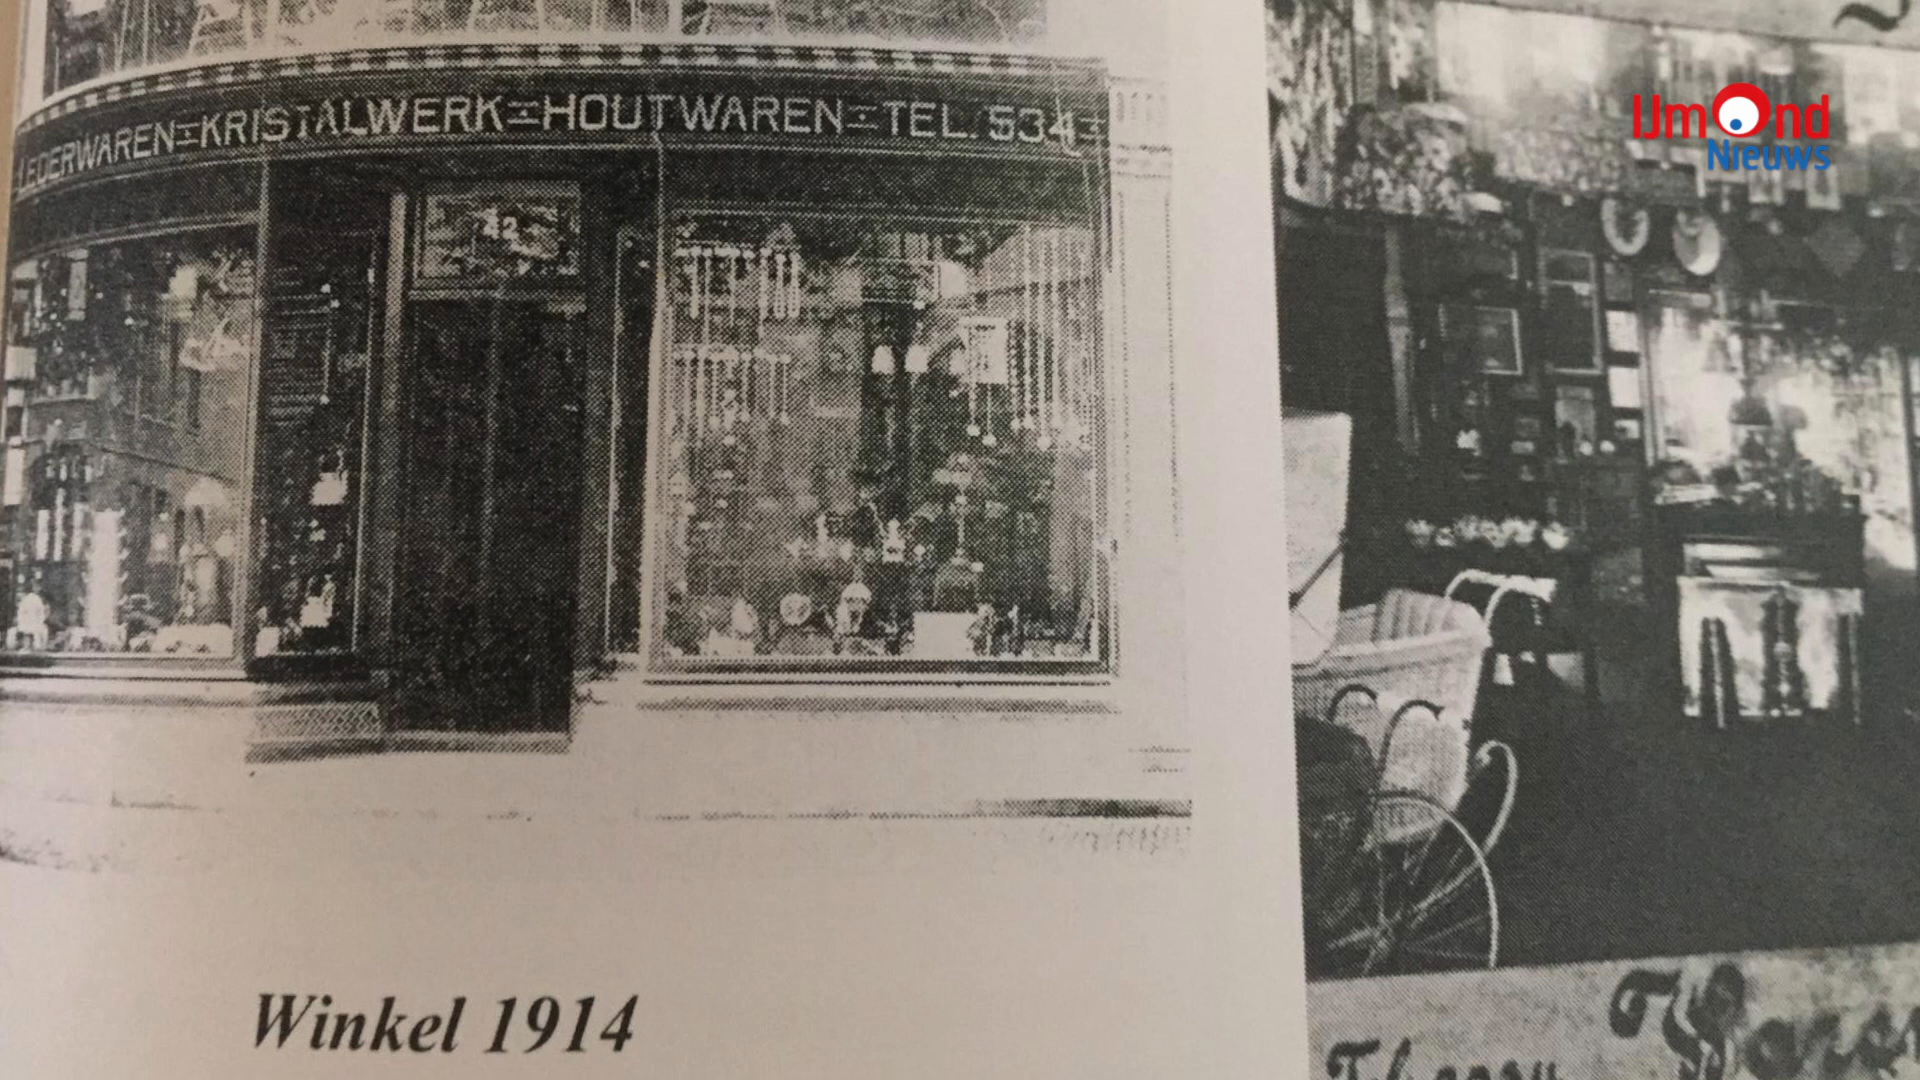 LEDERWAREN=KRISTALWERK=HOUTWAREN=TEL. 534
42
Winkel 1914
IJmond
Nieuws